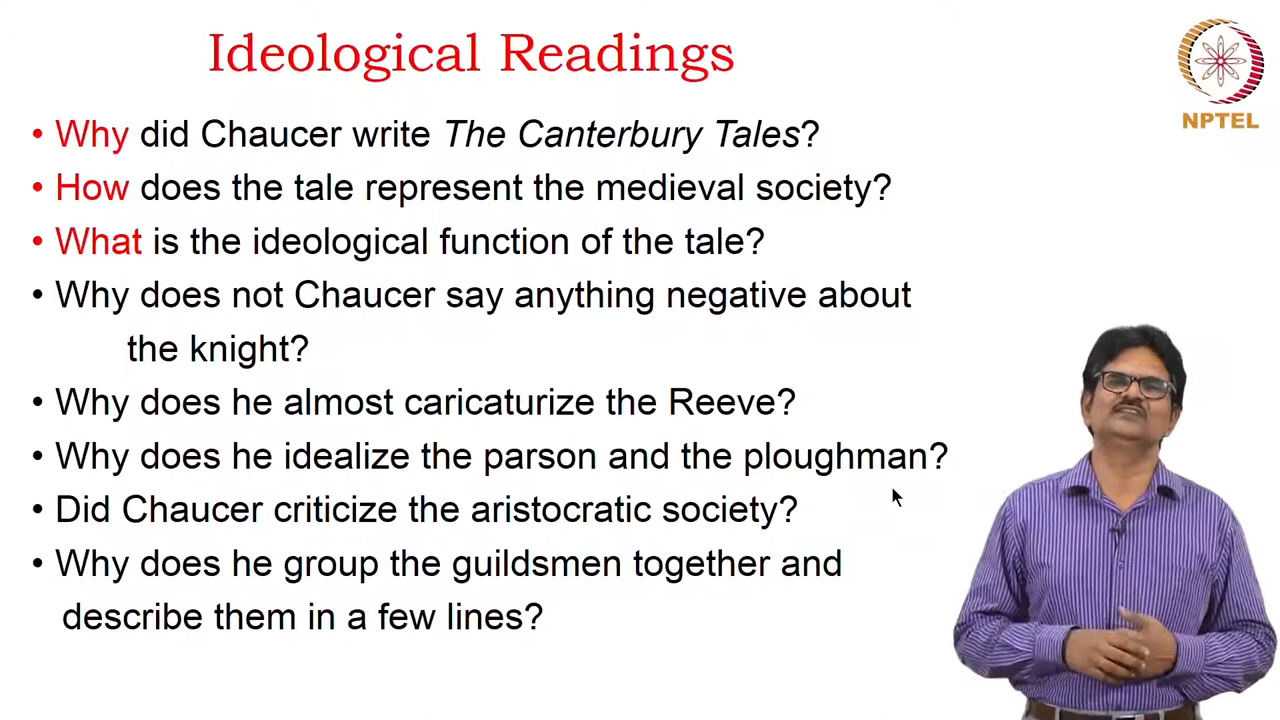 Ideological Readings
NPTEL
• Why did Chaucer write The Canterbury Tales?
• How does the tale represent the medieval society?
• What is the ideological function of the tale?
• Why does not Chaucer say anything negative about
the knight?
• Why does he almost caricaturize the Reeve?
• Why does he idealize the parson and the ploughman?
• Did Chaucer criticize the aristocratic society?
• Why does he group the guildsmen together and
describe them in a few lines?